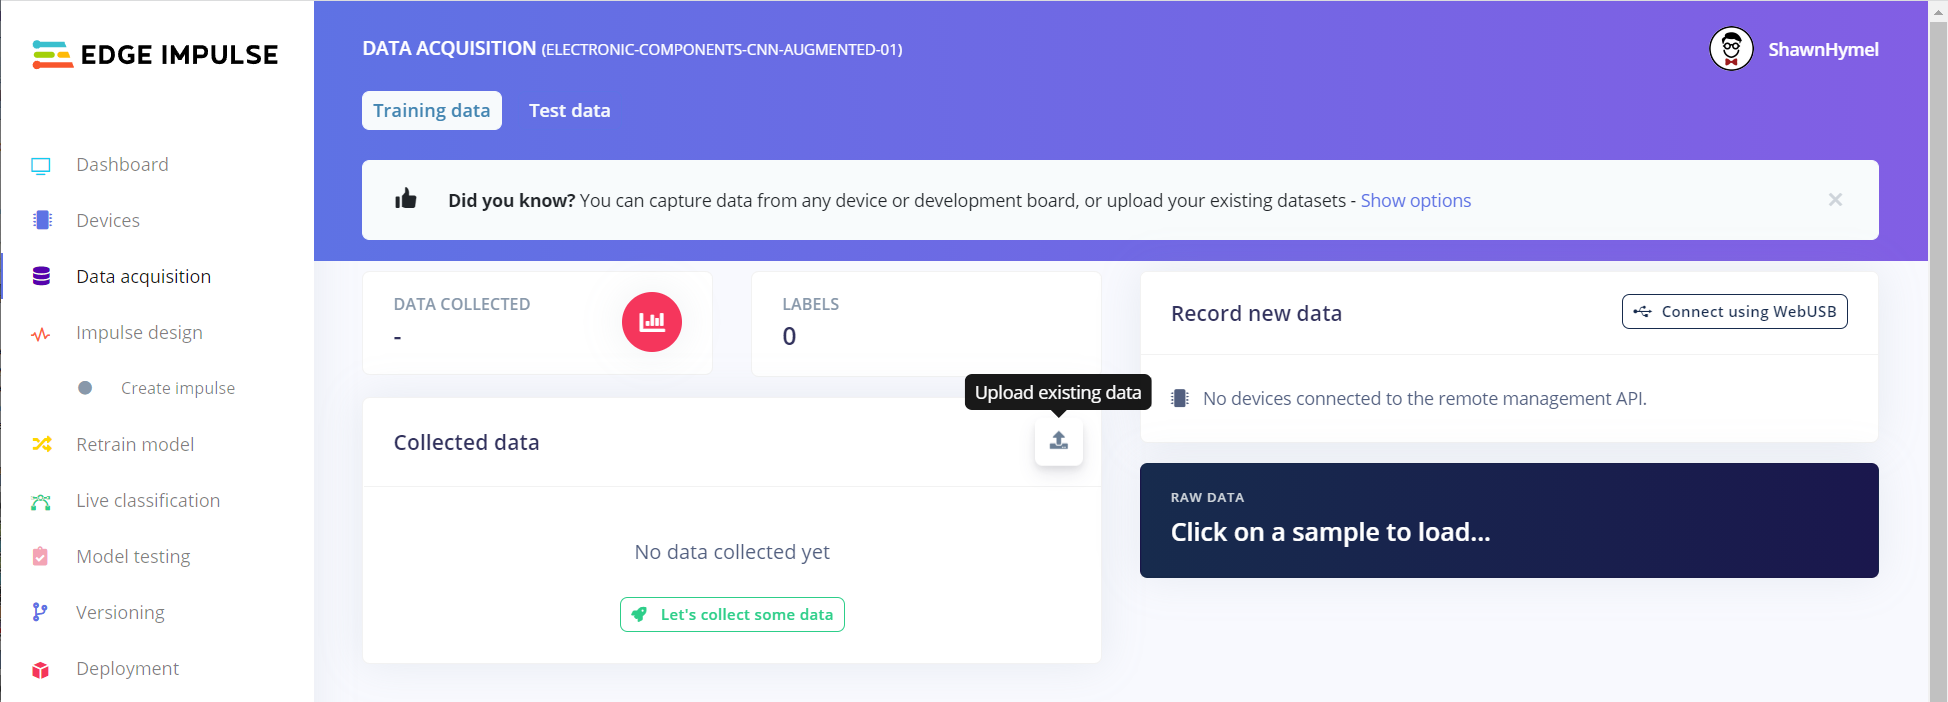 EDGE IMPULSE
Dashboard
Devices
Data acquisition
Impulse design
Create impulse
Retrain model
Live classification
Model testing
Versioning
Deployment
DATA ACQUISITION (ELECTRONIC-COMPONENTS-CNN-AUGMENTED-01)
ShawnHymel
Training data
Test data
Did you know? You can capture data from any device or development board, or upload your existing datasets - Show options
DATA COLLECTED
-
LABELS
0
Upload existing data
Collected data
No data collected yet
Let's collect some data
Record new data
Connect using WebUSB
No devices connected to the remote management API.
RAW DATA
Click on a sample to load...